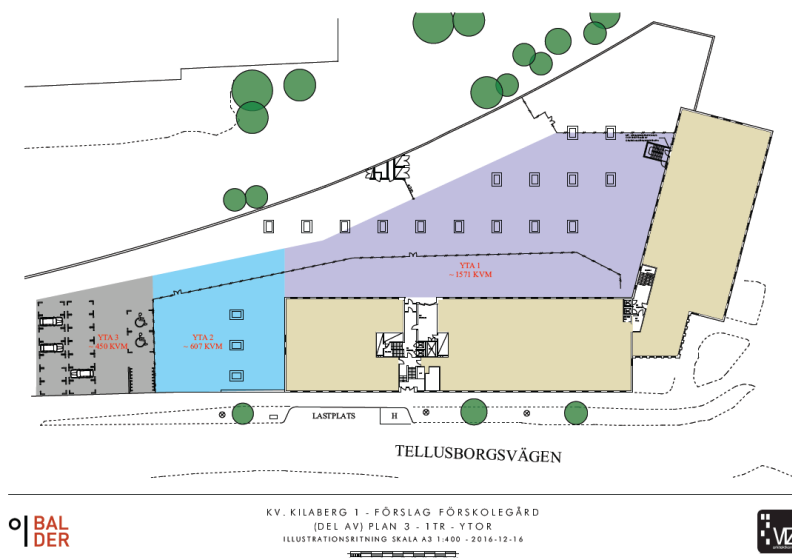 YTA 1
~ 1571 KVM
YTA 2
~ 607 KVM
YTA 3
~ 450 KVM
LASTPLATS
H
TELLUSBORGSVÄGEN
BAL
DER
KV. KILABERG 1 - FÖRSLAG FÖRSKOLEGÅRD
(DEL AV) PLAN 3 - 1TR - YTOR
ILLUSTRATIONSRITNING SKALA A3 1:400 - 2016-12-16